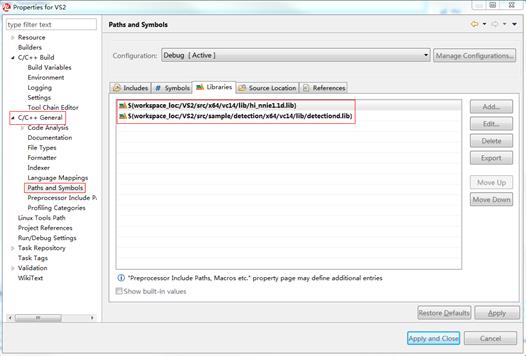 Properties for VS2
type filter text
Resource
Builders
C/C++ Build
Build Variables
Environment
Logging
Settings
Tool Chain Editor
C/C++ General
Code Analysis
Documentation
File Types
Formatter
Indexer
Language Mappings
Paths and Symbols
Preprocessor Include Pa
Profiling Categories
Linux Tools Path
Project References
Run/Debug Settings
Task Repository
Task Tags
Validation
WikiText
Paths and Symbols
Configuration: Debug [ Active ] Manage Configurations...
Includes # Symbols Libraries Source Location References
$(workspace_loc/VS2/src/x64/vc14/lib/hi_nnie1.1d.lib)
$(workspace_loc/VS2/src/sample/detection/x64/vc14/lib/detectiond.lib)
Add...
Edit...
Delete
Export
Move Up
Move Down
"Preprocessor Include Paths, Macros etc." property page may define additional entries
Show built-in values
Restore Defaults Apply
Apply and Close Cancel